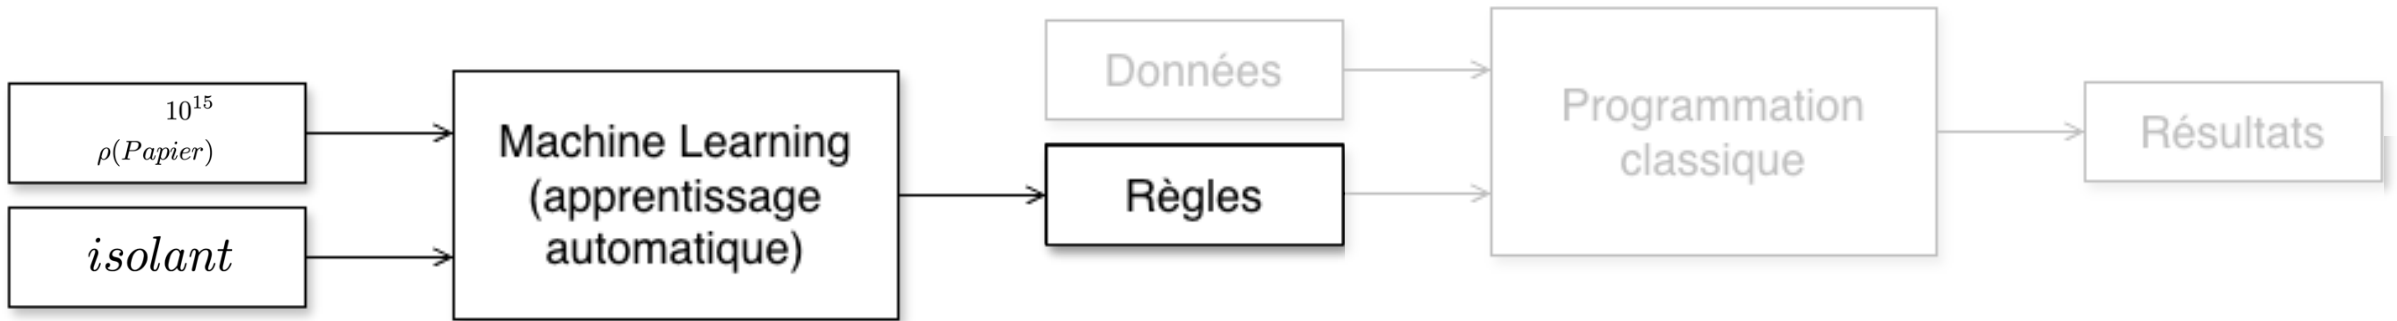 10^15
ρ(Papier)
isolant
Machine Learning
(apprentissage
automatique)
Données
Règles
Programmation
classique
Résultats